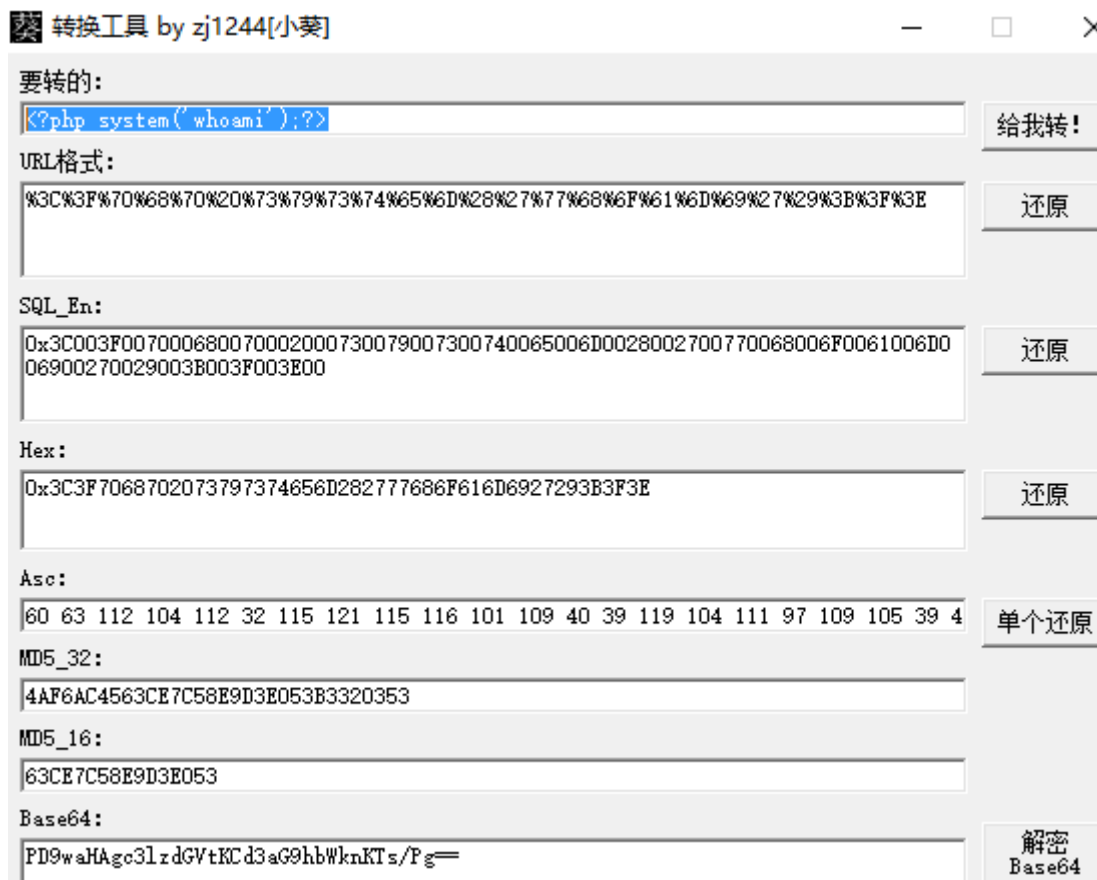 葵 转换工具 by zj1244[小葵]
要转的:
<?php system('whoami');?>
给我转!
URL格式:
%3C%3F%70%68%70%20%73%79%73%74%65%6D%28%27%77%68%6F%61%6D%69%27%29%3B%3F%3E
还原
SQL_En:
0x3C003F007000680070002000730079007300740065006D0028002700770068006F0061006D0
06900270029003B003F003E00
还原
Hex:
0x3C3F7068702073797374656D282777686F616D6927293B3F3E
还原
Asc:
60 63 112 104 112 32 115 121 115 116 101 109 40 39 119 104 111 97 109 105 39 4
单个还原
MD5_32:
4AF6AC4563CE7C58E9D3E053B3320353
MD5_16:
63CE7C58E9D3E053
Base64:
PD9waHAgc3lzdGVtKCd3aG9hbWknKTs/Pg==
解密
Base64